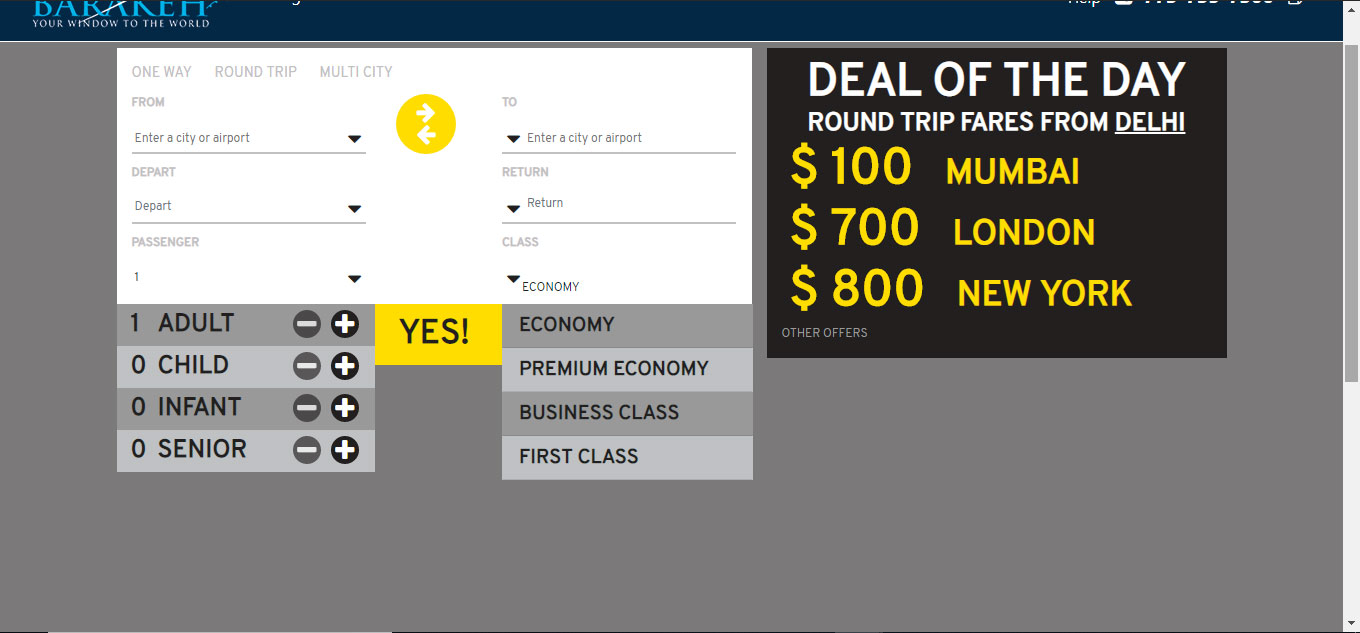 BARAKEH
YOUR WINDOW TO THE WORLD
Help
ONE WAY ROUND TRIP MULTI CITY
FROM
Enter a city or airport
TO
Enter a city or airport
DEPART
Depart
RETURN
Return
PASSENGER
1
CLASS
ECONOMY
1 ADULT
0 CHILD
0 INFANT
0 SENIOR
YES!
ECONOMY
PREMIUM ECONOMY
BUSINESS CLASS
FIRST CLASS
DEAL OF THE DAY
ROUND TRIP FARES FROM DELHI
$ 100 MUMBAI
$ 700 LONDON
$ 800 NEW YORK
OTHER OFFERS